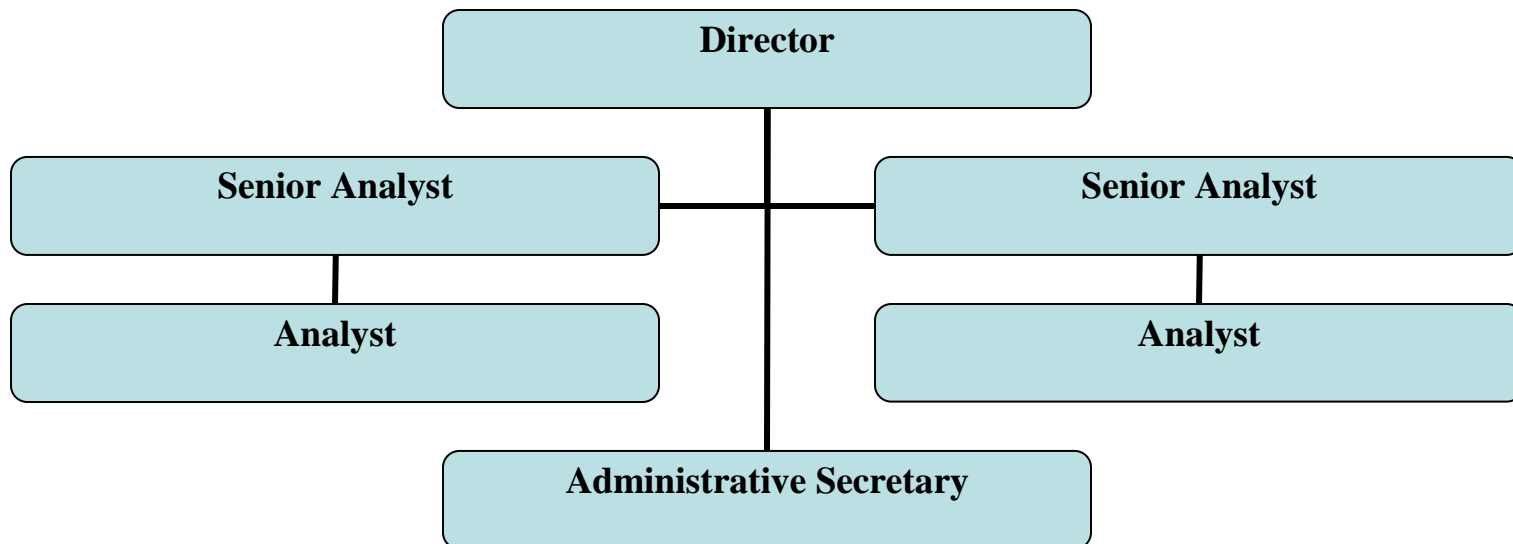 Director
Senior Analyst
Senior Analyst
Analyst
Analyst
Administrative Secretary